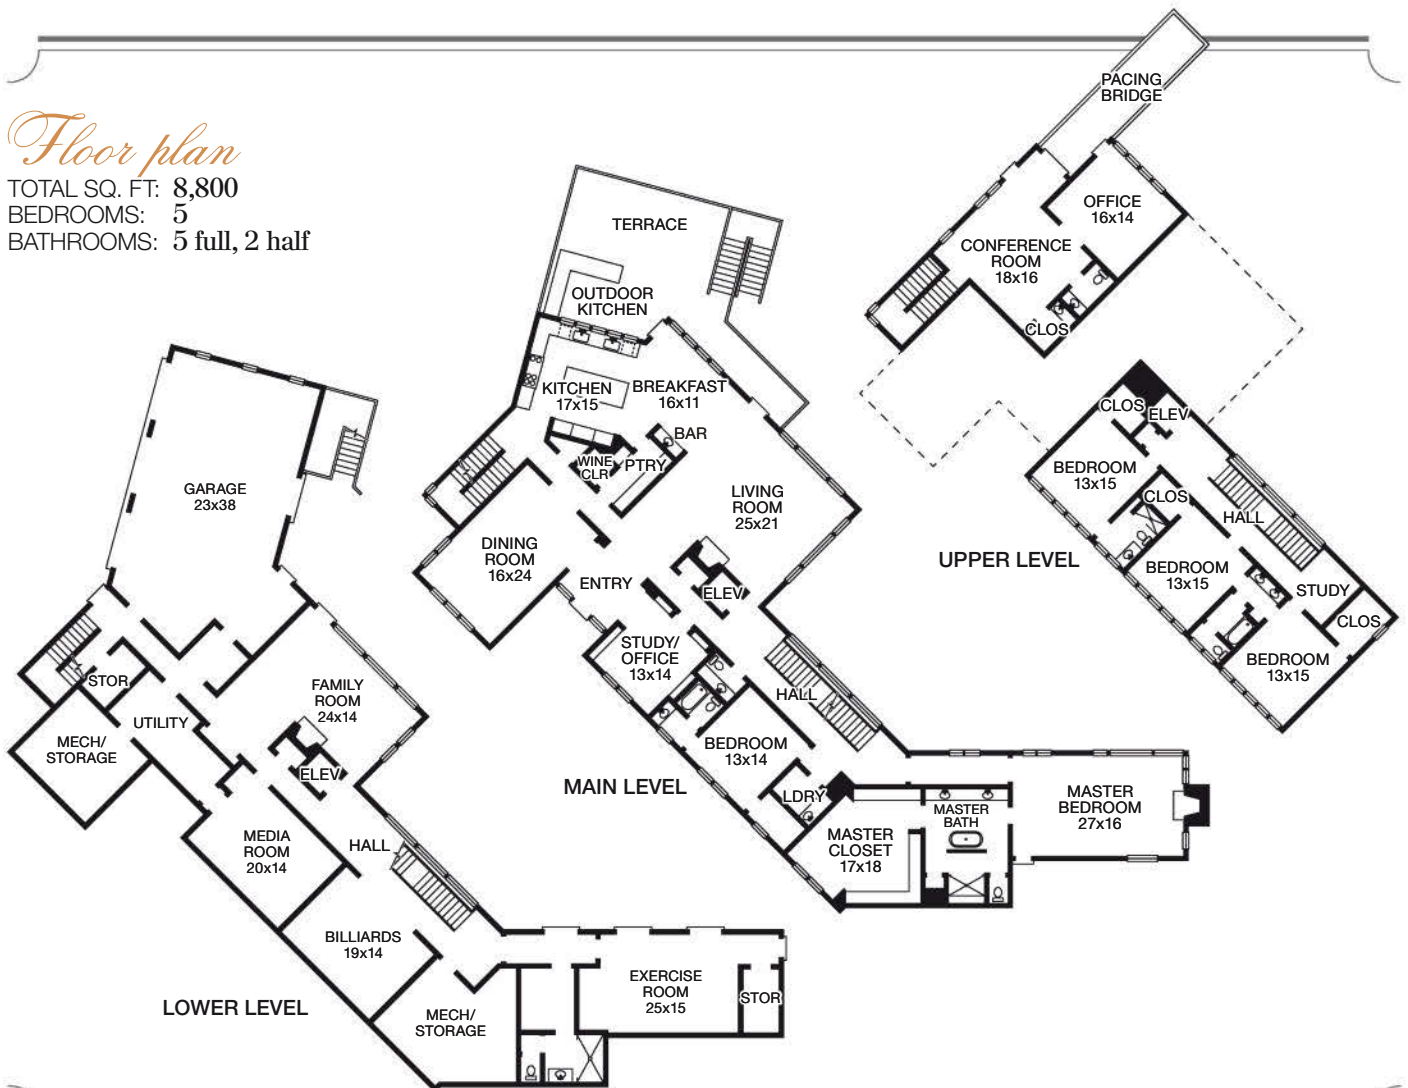 Floor plan
TOTAL SQ. FT: 8,800
BEDROOMS: 5
BATHROOMS: 5 full, 2 half
PACING
BRIDGE
OFFICE
16x14
CONFERENCE
ROOM
18x16
CLOS
CLOS
ELEV
BEDROOM
13x15
CLOS
HALL
BEDROOM
13x15
STUDY
CLOS
BEDROOM
13x15
UPPER LEVEL
TERRACE
OUTDOOR
KITCHEN
KITCHEN
17x15
BREAKFAST
16x11
BAR
WINE
CLR
PTRY
LIVING
ROOM
25x21
DINING
ROOM
16x24
ENTRY
ELEV
STUDY/
OFFICE
13x14
HALL
BEDROOM
13x14
LDRY
MASTER
CLOSET
17x18
MASTER
BATH
MASTER
BEDROOM
27x16
MAIN LEVEL
GARAGE
23x38
STOR
UTILITY
MECH/
STORAGE
FAMILY
ROOM
24x14
ELEV
MEDIA
ROOM
20x14
HALL
BILLIARDS
19x14
MECH/
STORAGE
EXERCISE
ROOM
25x15
STOR
LOWER LEVEL